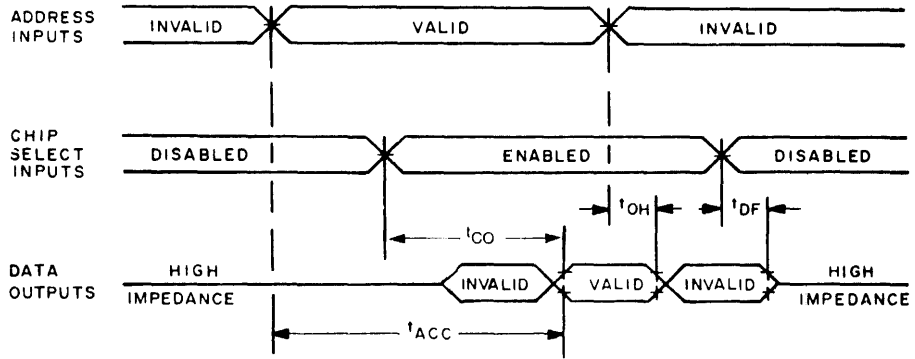 ADDRESS
INPUTS
INVALID
VALID
INVALID
CHIP
SELECT
INPUTS
DISABLED
ENABLED
DISABLED
tOH
tDF
tCO
DATA
OUTPUTS
HIGH
IMPEDANCE
INVALID
VALID
INVALID
HIGH
IMPEDANCE
tACC